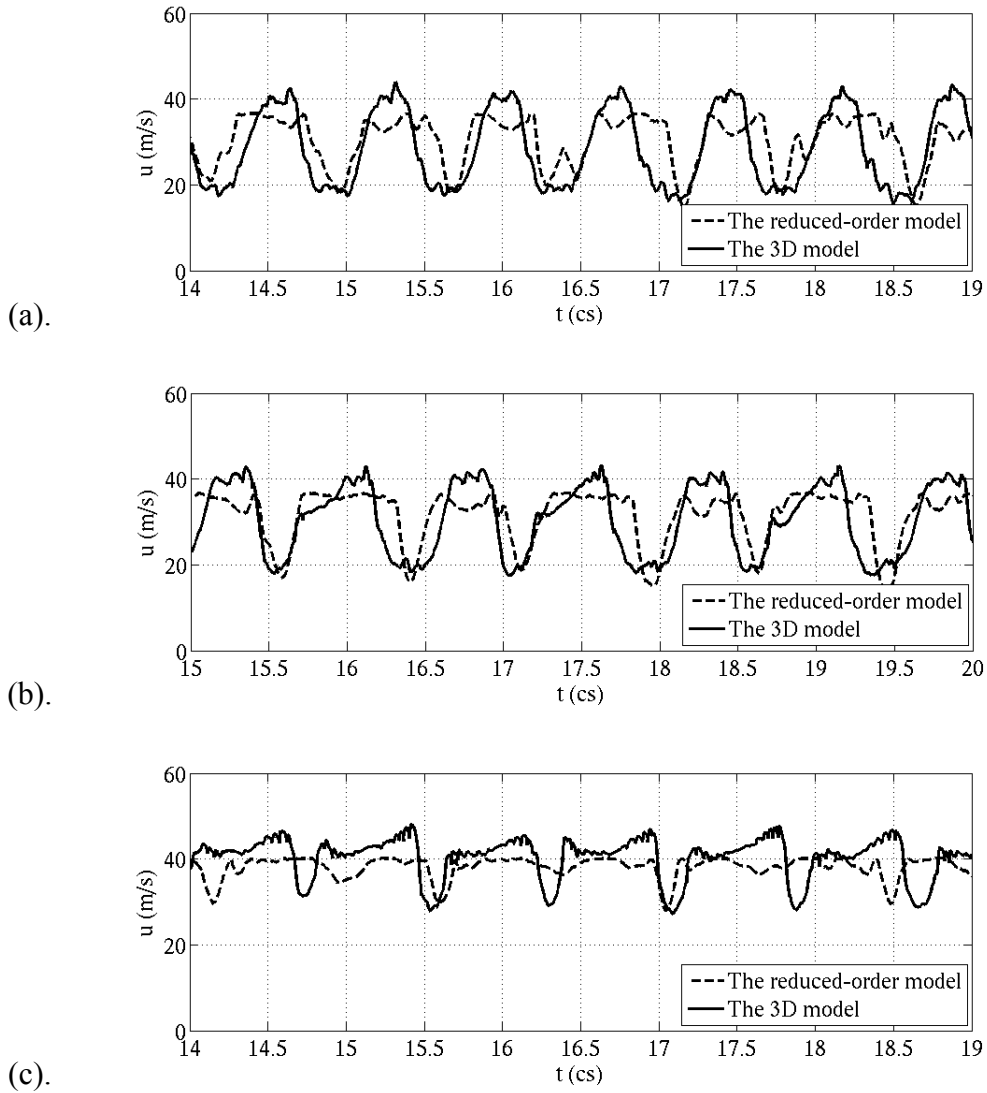 60
40
20
0
u (m/s)
14 14.5 15 15.5 16 16.5 17 17.5 18 18.5 19
t (cs)
The reduced-order model
The 3D model
(a).
60
40
20
0
u (m/s)
15 15.5 16 16.5 17 17.5 18 18.5 19 19.5 20
t (cs)
The reduced-order model
The 3D model
(b).
60
40
20
0
u (m/s)
14 14.5 15 15.5 16 16.5 17 17.5 18 18.5 19
t (cs)
The reduced-order model
The 3D model
(c).